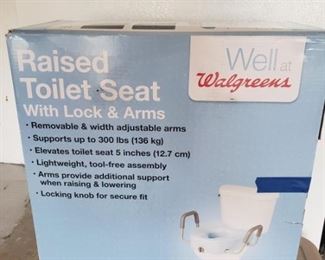 Raised
Toilet Seat
With Lock & Arms
• Removable & width adjustable arms
• Supports up to 300 lbs (136 kg)
• Elevates toilet seat 5 inches (12.7 cm)
• Lightweight, tool-free assembly
• Arms provide additional support
when raising & lowering
• Locking knob for secure fit
Well at
Walgreens